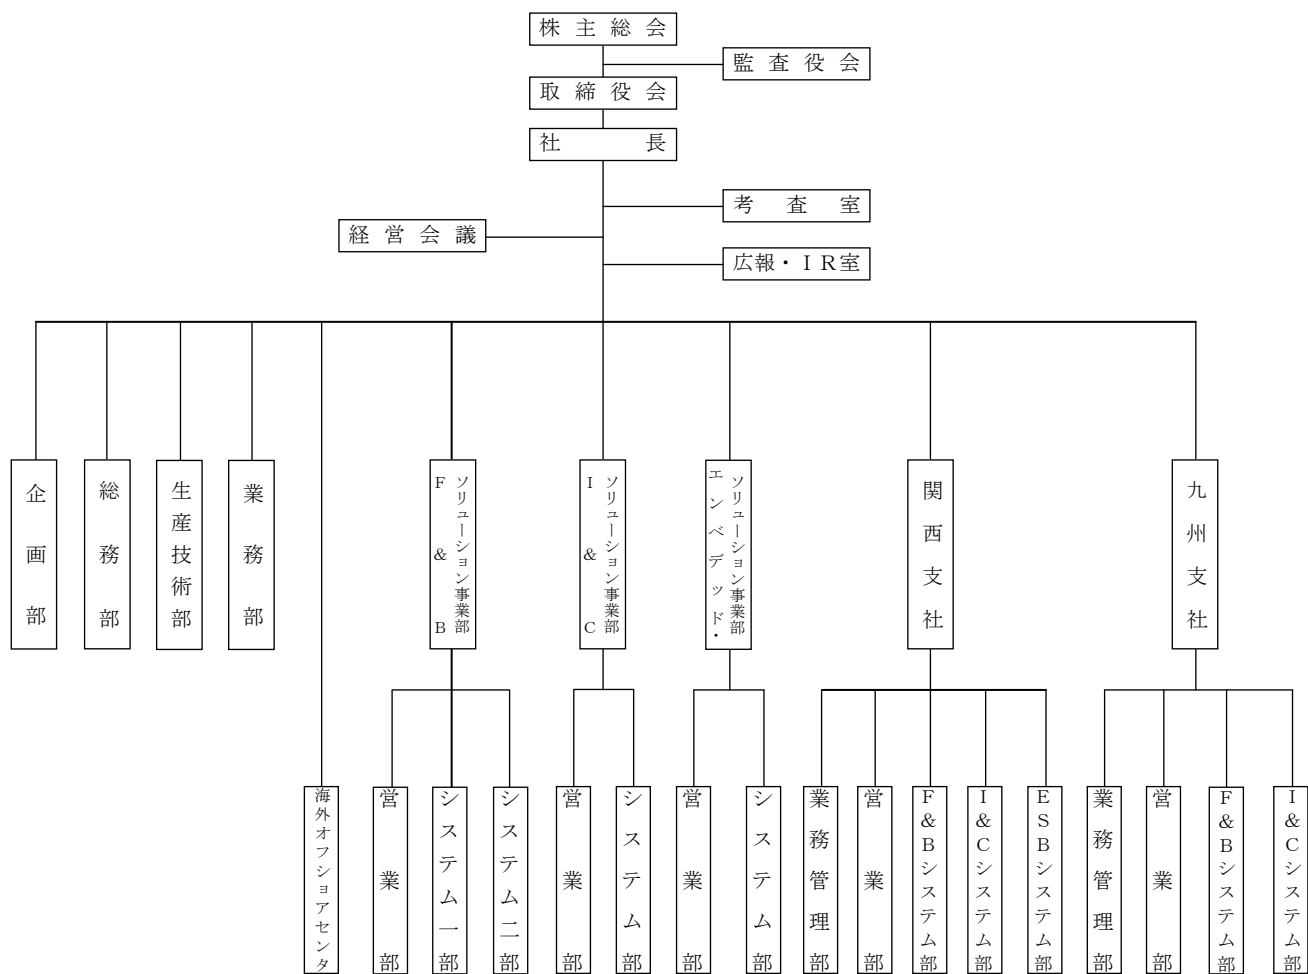 株主総会
監査役会
取締役会
社長
考査室
経営会議
広報・ＩＲ室
企画部
総務部
生産技術部
業務部
Ｆ＆Ｂ
ソリューション事業部
Ｉ＆Ｃ
ソリューション事業部
エンベデッド・
ソリューション事業部
関西支社
九州支社
海外オフショアセンタ
営業部
システム一部
システム二部
営業部
システム部
営業部
システム部
業務管理部
営業部
Ｆ＆Ｂシステム部
Ｉ＆Ｃシステム部
ＥＳＢシステム部
業務管理部
営業部
Ｆ＆Ｂシステム部
Ｉ＆Ｃシステム部